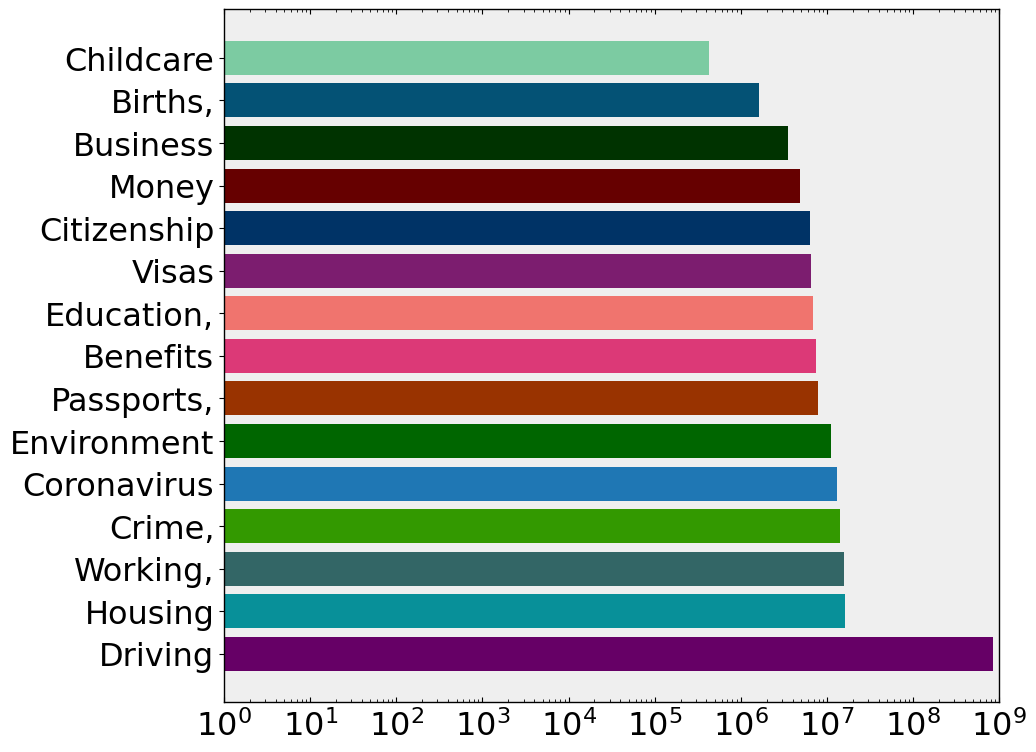 Childcare
Births,
Business
Money
Citizenship
Visas
Education,
Benefits
Passports,
Environment
Coronavirus
Crime,
Working,
Housing
Driving
10⁰ 10¹ 10² 10³ 10⁴ 10⁵ 10⁶ 10⁷ 10⁸ 10⁹